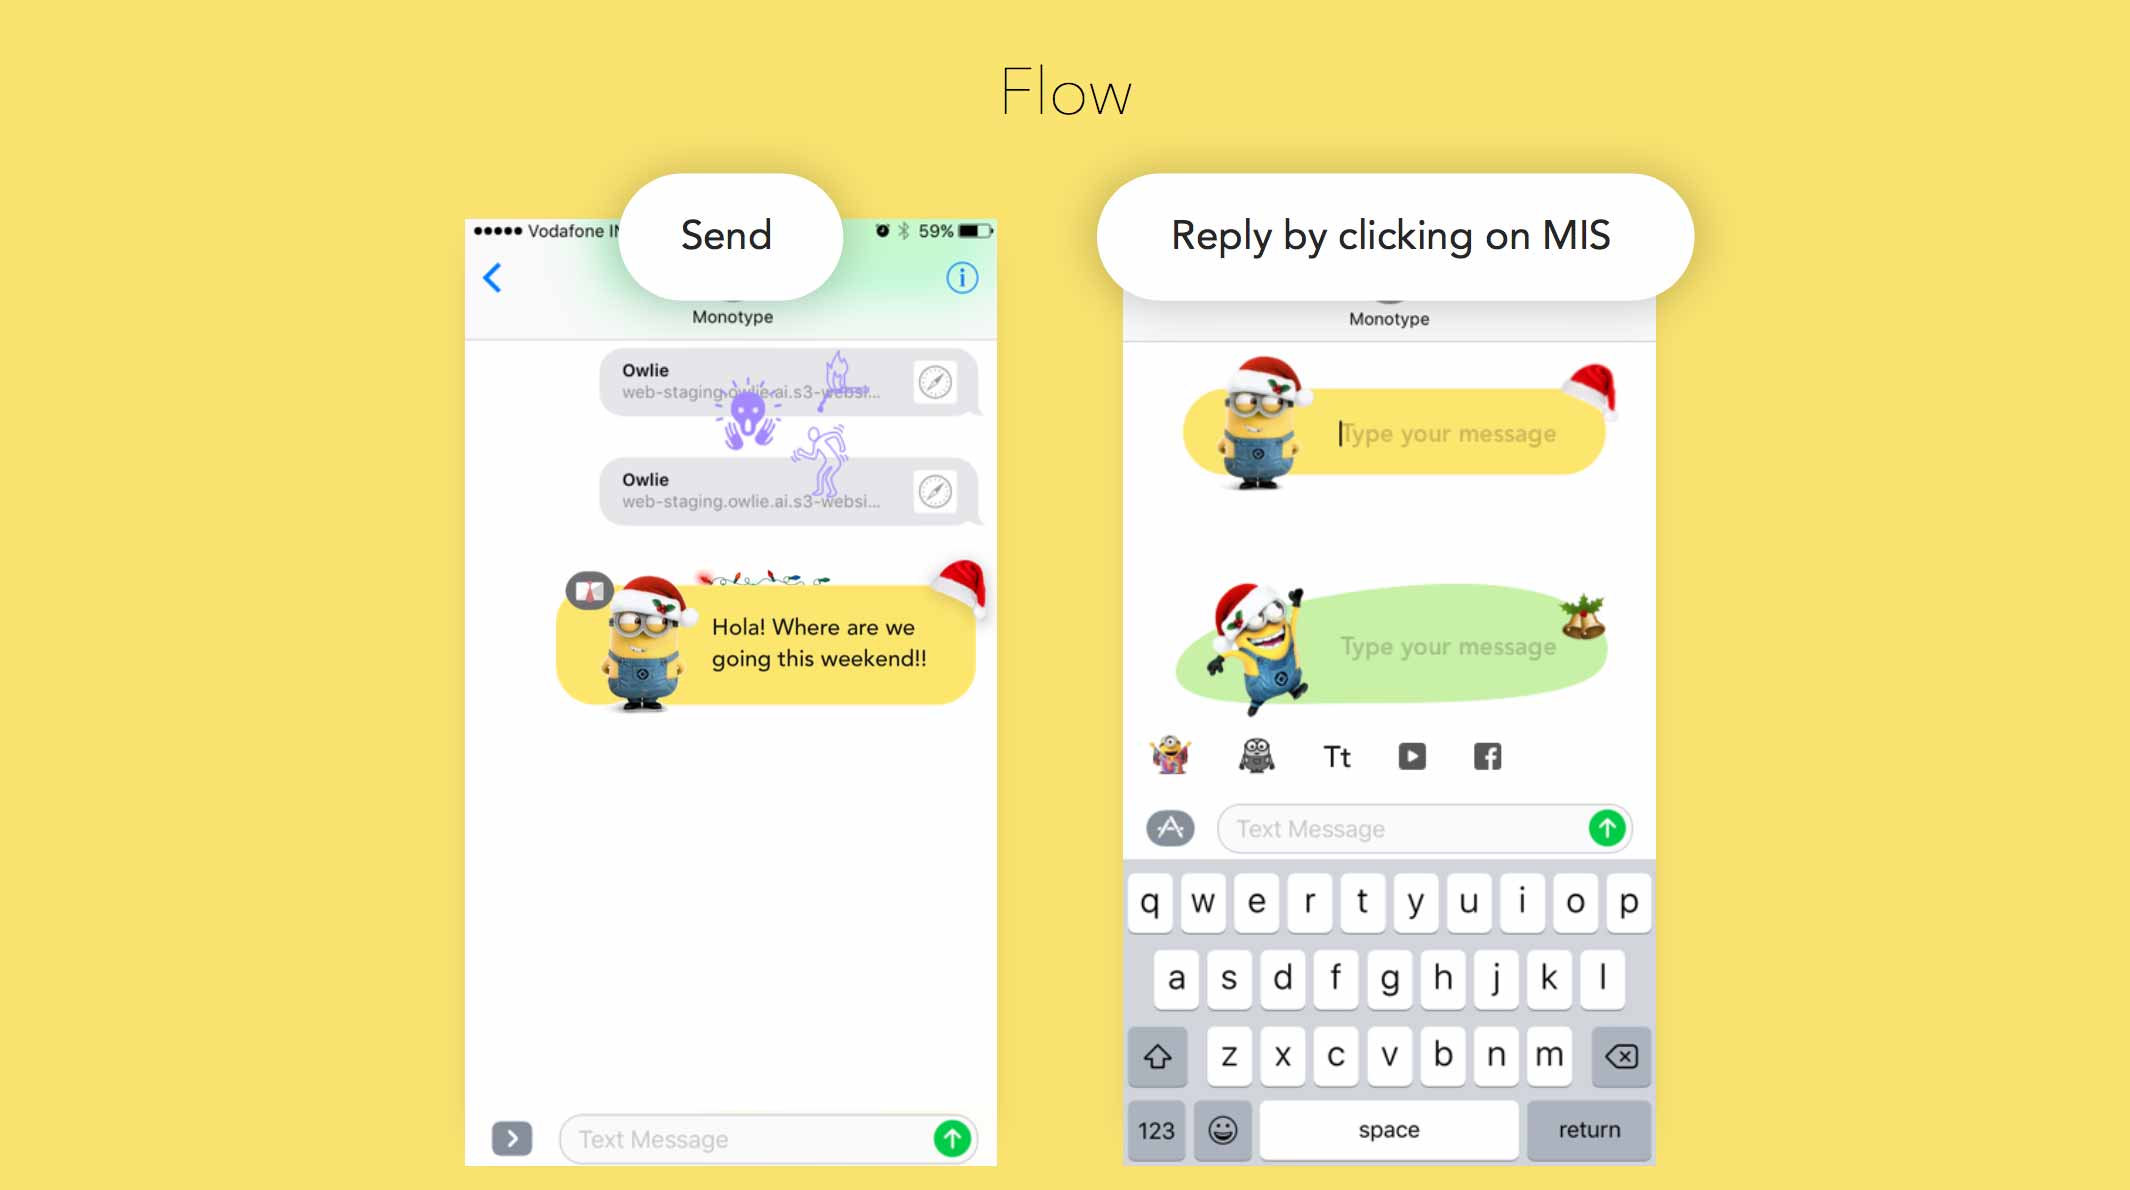 Flow
Send
Reply by clicking on MIS
Vodafone IN
59%
Monotype
Owlie
web-staging.owlie.ai.s3-websi...
Owlie
web-staging.owlie.ai.s3-websi...
Hola! Where are we
going this weekend!!
Text Message
Monotype
Type your message
Type your message
Tt
Text Message
q w e r t y u i o p
a s d f g h j k l
z x c v b n m
123 space return